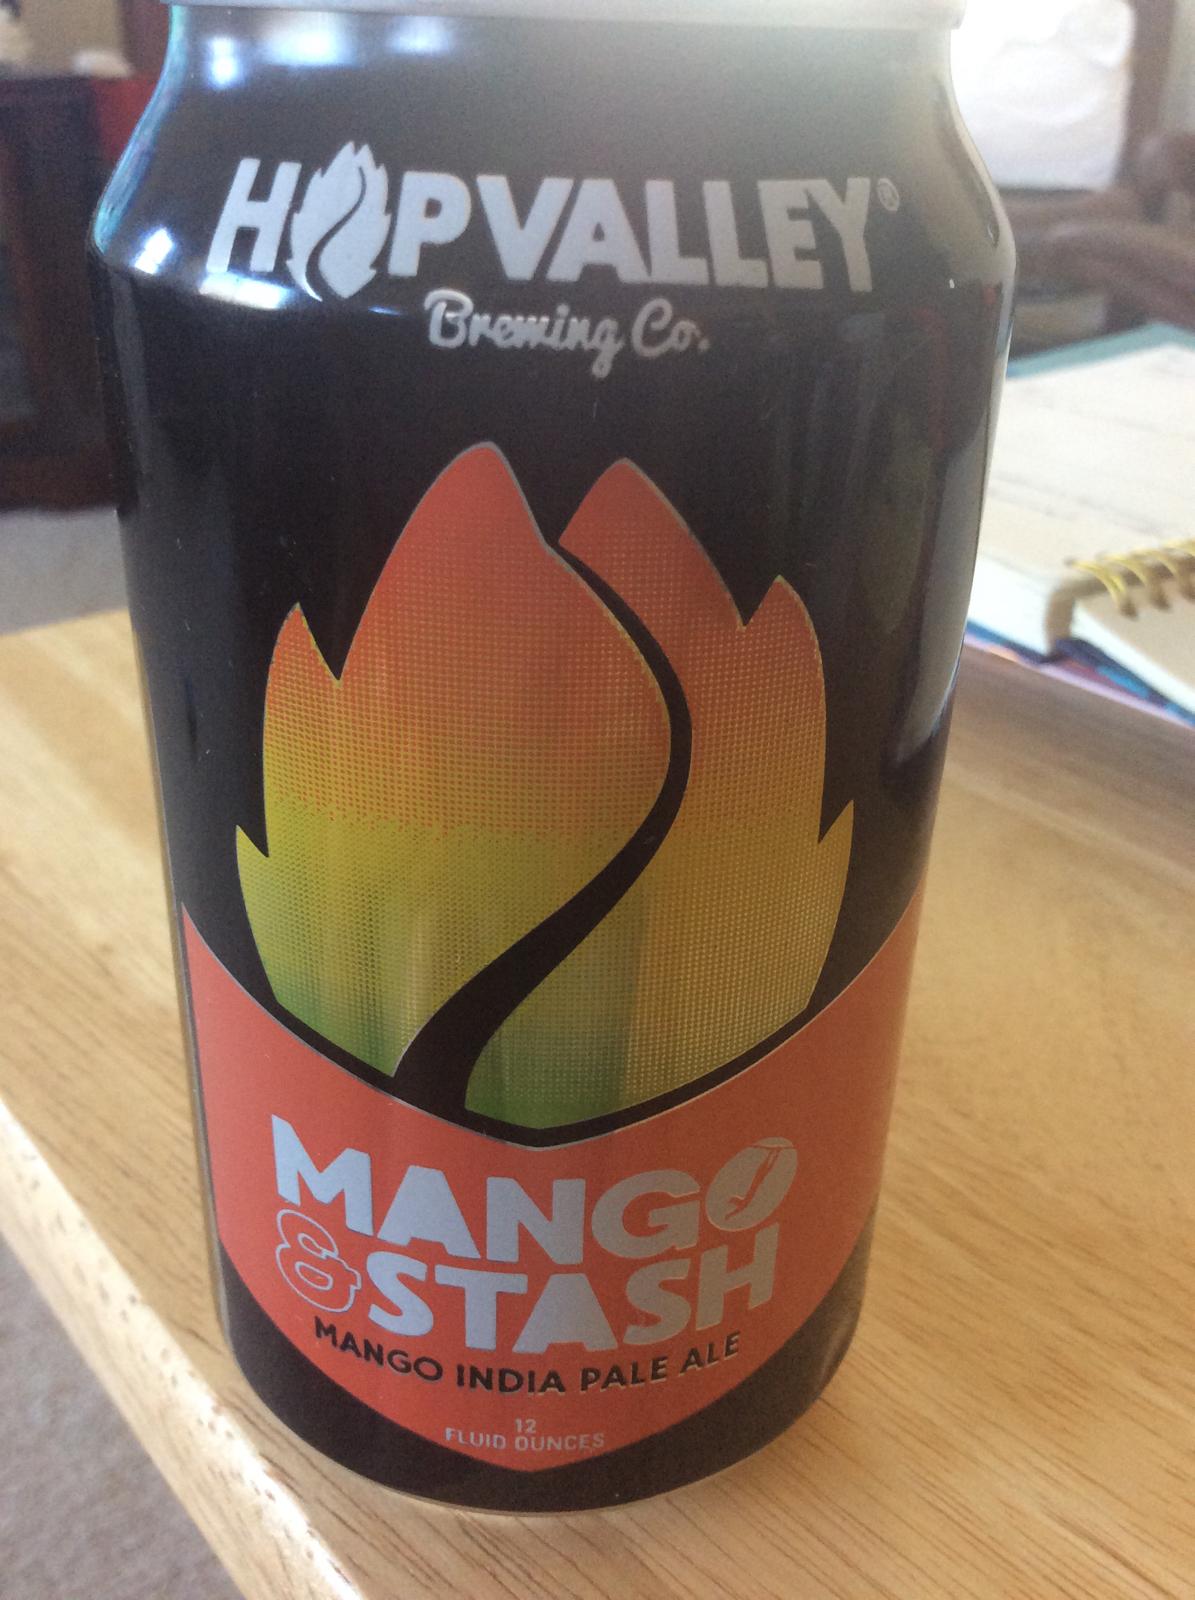 HOPVALLEY®
Brewing Co.
MANGO
& STASH
MANGO INDIA PALE ALE
12
FLUID OUNCES